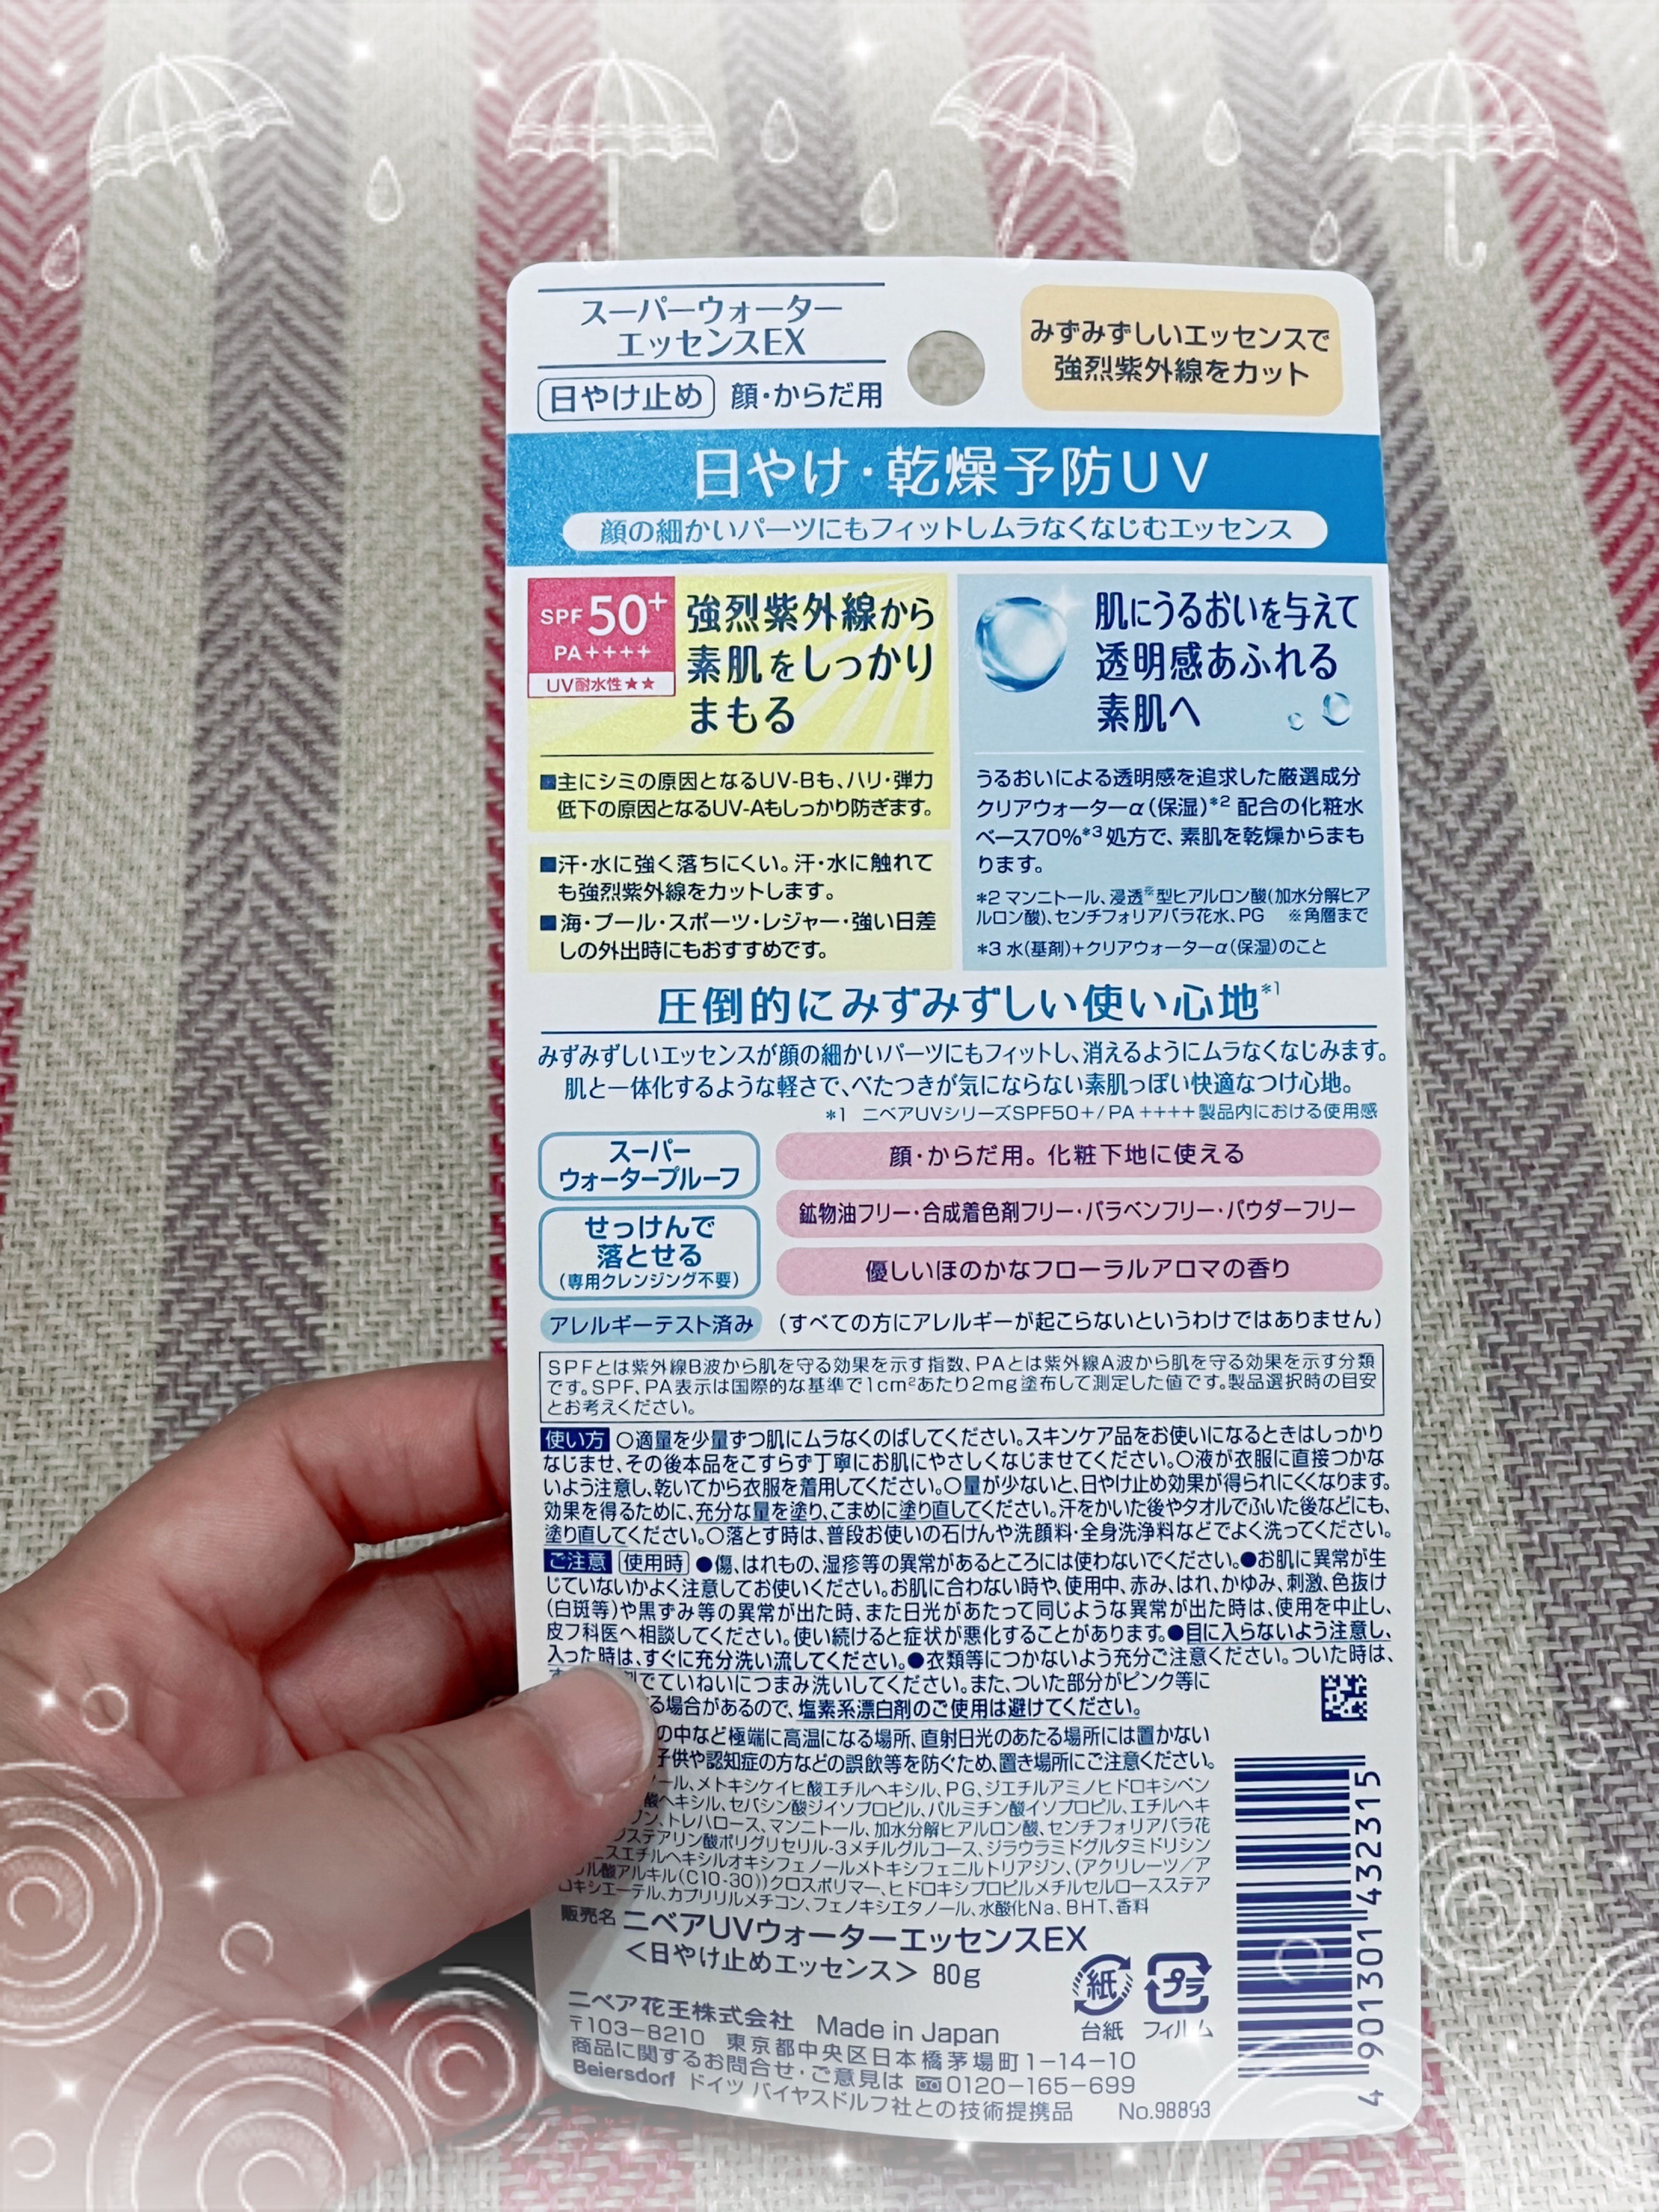 スーパーウォーター
エッセンスEX
日やけ止め 顔・からだ用
みずみずしいエッセンスで
強烈紫外線をカット
日やけ・乾燥予防UV
顔の細かいパーツにもフィットしムラなくなじむエッセンス
SPF50+
PA++++
UV耐水性★★
強烈紫外線から
素肌をしっかり
まもる
■主にシミの原因となるUV-Bも、ハリ・弾力
低下の原因となるUV-Aもしっかり防ぎます。
■汗・水に強く落ちにくい。汗・水に触れて
も強烈紫外線をカットします。
■海・プール・スポーツ・レジャー・強い日差
しの外出時にもおすすめです。
肌にうるおいを与えて
透明感あふれる
素肌へ
うるおいによる透明感を追求した厳選成分
クリアウォーターα(保湿)*2 配合の化粧水
ベース70%*3 処方で、素肌を乾燥からまも
ります。
*2 マンニトール、浸透※型ヒアルロン酸(加水分解ヒア
ルロン酸)、センチフォリアバラ花水、PG ※角層まで
*3 水(基剤)+クリアウォーターα(保湿)のこと
圧倒的にみずみずしい使い心地*1
みずみずしいエッセンスが顔の細かいパーツにもフィットし、消えるようにムラなくなじみます。
肌と一体化するような軽さで、べたつきが気にならない素肌っぽい快適なつけ心地。
*1 ニベアUVシリーズSPF50+/PA++++製品内における使用感
スーパー
ウォータープルーフ
せっけんで
落とせる
(専用クレンジング不要)
顔・からだ用。化粧下地に使える
鉱物油フリー・合成着色剤フリー・パラベンフリー・パウダーフリー
優しいほのかなフローラルアロマの香り
アレルギーテスト済み (すべての方にアレルギーが起こらないというわけではありません)
SPFとは紫外線B波から肌を守る効果を示す指数、PAとは紫外線A波から肌を守る効果を示す分類
です。SPF、PA表示は国際的な基準で1cm²あたり2mg塗布して測定した値です。製品選択時の目安
とお考えください。
使い方 ○適量を少量ずつ肌にムラなくのばしてください。スキンケア品をお使いになるときはしっかり
なじませ、その後本品をこすらず丁寧にお肌にやさしくなじませてください。○液が衣服に直接つかな
いよう注意し、乾いてから衣服を着用してください。○量が少ないと、日やけ止め効果が得られにくくなります。
効果を得るために、充分な量を塗り、こまめに塗り直してください。汗をかいた後やタオルでふいた後などにも、
塗り直してください。○落とす時は、普段お使いの石けんや洗顔料・全身洗浄料などでよく洗ってください。
ご注意 使用時 ●傷、はれもの、湿疹等の異常があるところには使わないでください。●お肌に異常が生
じていないかよく注意してお使いください。お肌に合わない時や、使用中、赤み、はれ、かゆみ、刺激、色抜け
(白斑等)や黒ずみ等の異常が出た時、また日光があたって同じような異常が出た時は、使用を中止し、
皮フ科医へ相談してください。使い続けると症状が悪化することがあります。●目に入らないよう注意し、
入った時は、すぐに充分洗い流してください。●衣類等につかないよう充分ご注意ください。ついた時は、
でていねいにつまみ洗いしてください。また、ついた部分がピンク等に
る場合があるので、塩素系漂白剤のご使用は避けてください。
の中など極端に高温になる場所、直射日光のあたる場所には置かない
子供や認知症の方などの誤飲等を防ぐため、置き場所にご注意ください。
ール、メトキシケイヒ酸エチルヘキシル、PG、ジエチルアミノヒドロキシベン
酸ヘキシル、セバシン酸ジイソプロピル、パルミチン酸イソプロピル、エチルヘキ
ン、トレハロース、マンニトール、加水分解ヒアルロン酸、センチフォリアバラ花
ステアリン酸ポリグリセリル-3メチルグルコース、ジラウラミドグルタミドリシン
スエチルヘキシルオキシフェノールメトキシフェニルトリアジン、(アクリレーツ/ア
リル酸アルキル(C10-30))クロスポリマー、ヒドロキシプロピルメチルセルロースステア
ロキシエーテル、カプリリルメチコン、フェノキシエタノール、水酸化Na、BHT、香料
販売名 ニベアUVウォーターエッセンスEX
<日やけ止めエッセンス> 80g
紙 プラ
台紙 フィルム
ニベア花王株式会社 Made in Japan
〒103-8210 東京都中央区日本橋茅場町1-14-10
商品に関するお問合せ・ご意見は 0120-165-699
Beiersdorf ドイツ バイヤスドルフ社との技術提携品 No.98893
4 901301 432315